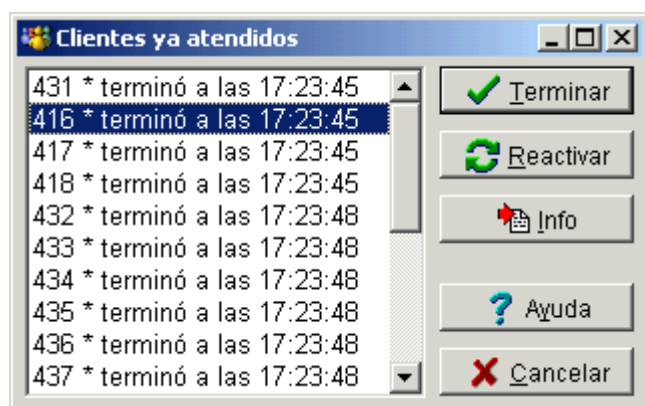 Clientes ya atendidos
431 * terminó a las 17:23:45
416 * terminó a las 17:23:45
417 * terminó a las 17:23:45
418 * terminó a las 17:23:45
432 * terminó a las 17:23:48
433 * terminó a las 17:23:48
434 * terminó a las 17:23:48
435 * terminó a las 17:23:48
436 * terminó a las 17:23:48
437 * terminó a las 17:23:48
Terminar
Reactivar
Info
Ayuda
Cancelar